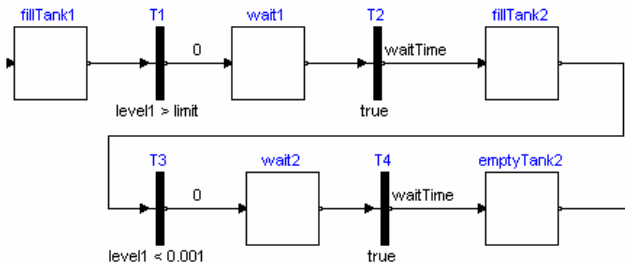 fillTank1 T1 wait1 T2 fillTank2
0 waitTime
level1 > limit true
T3 wait2 T4 emptyTank2
0 waitTime
level1 < 0.001 true